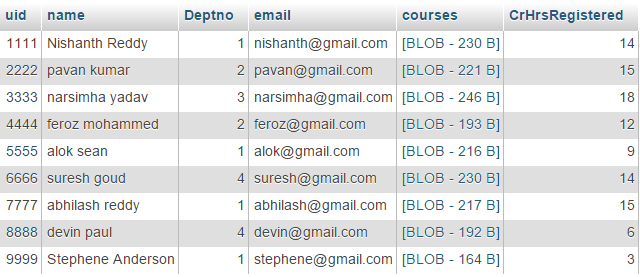 uid name Deptno email courses CrHrsRegistered
1111 Nishanth Reddy 1 nishanth@gmail.com [BLOB - 230 B] 14
2222 pavan kumar 2 pavan@gmail.com [BLOB - 221 B] 15
3333 narsimha yadav 3 narsimha@gmail.com [BLOB - 246 B] 18
4444 feroz mohammed 2 feroz@gmail.com [BLOB - 193 B] 12
5555 alok sean 1 alok@gmail.com [BLOB - 216 B] 9
6666 suresh goud 4 suresh@gmail.com [BLOB - 230 B] 14
7777 abhilash reddy 1 abhilash@gmail.com [BLOB - 217 B] 15
8888 devin paul 4 devin@gmail.com [BLOB - 192 B] 6
9999 Stephene Anderson 1 stephene@gmail.com [BLOB - 164 B] 3